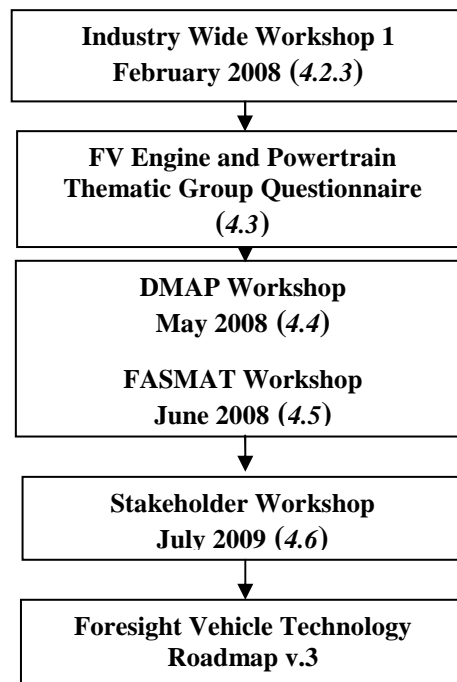 Industry Wide Workshop 1
February 2008 (4.2.3)
FV Engine and Powertrain
Thematic Group Questionnaire
(4.3)
DMAP Workshop
May 2008 (4.4)
FASMAT Workshop
June 2008 (4.5)
Stakeholder Workshop
July 2009 (4.6)
Foresight Vehicle Technology
Roadmap v.3